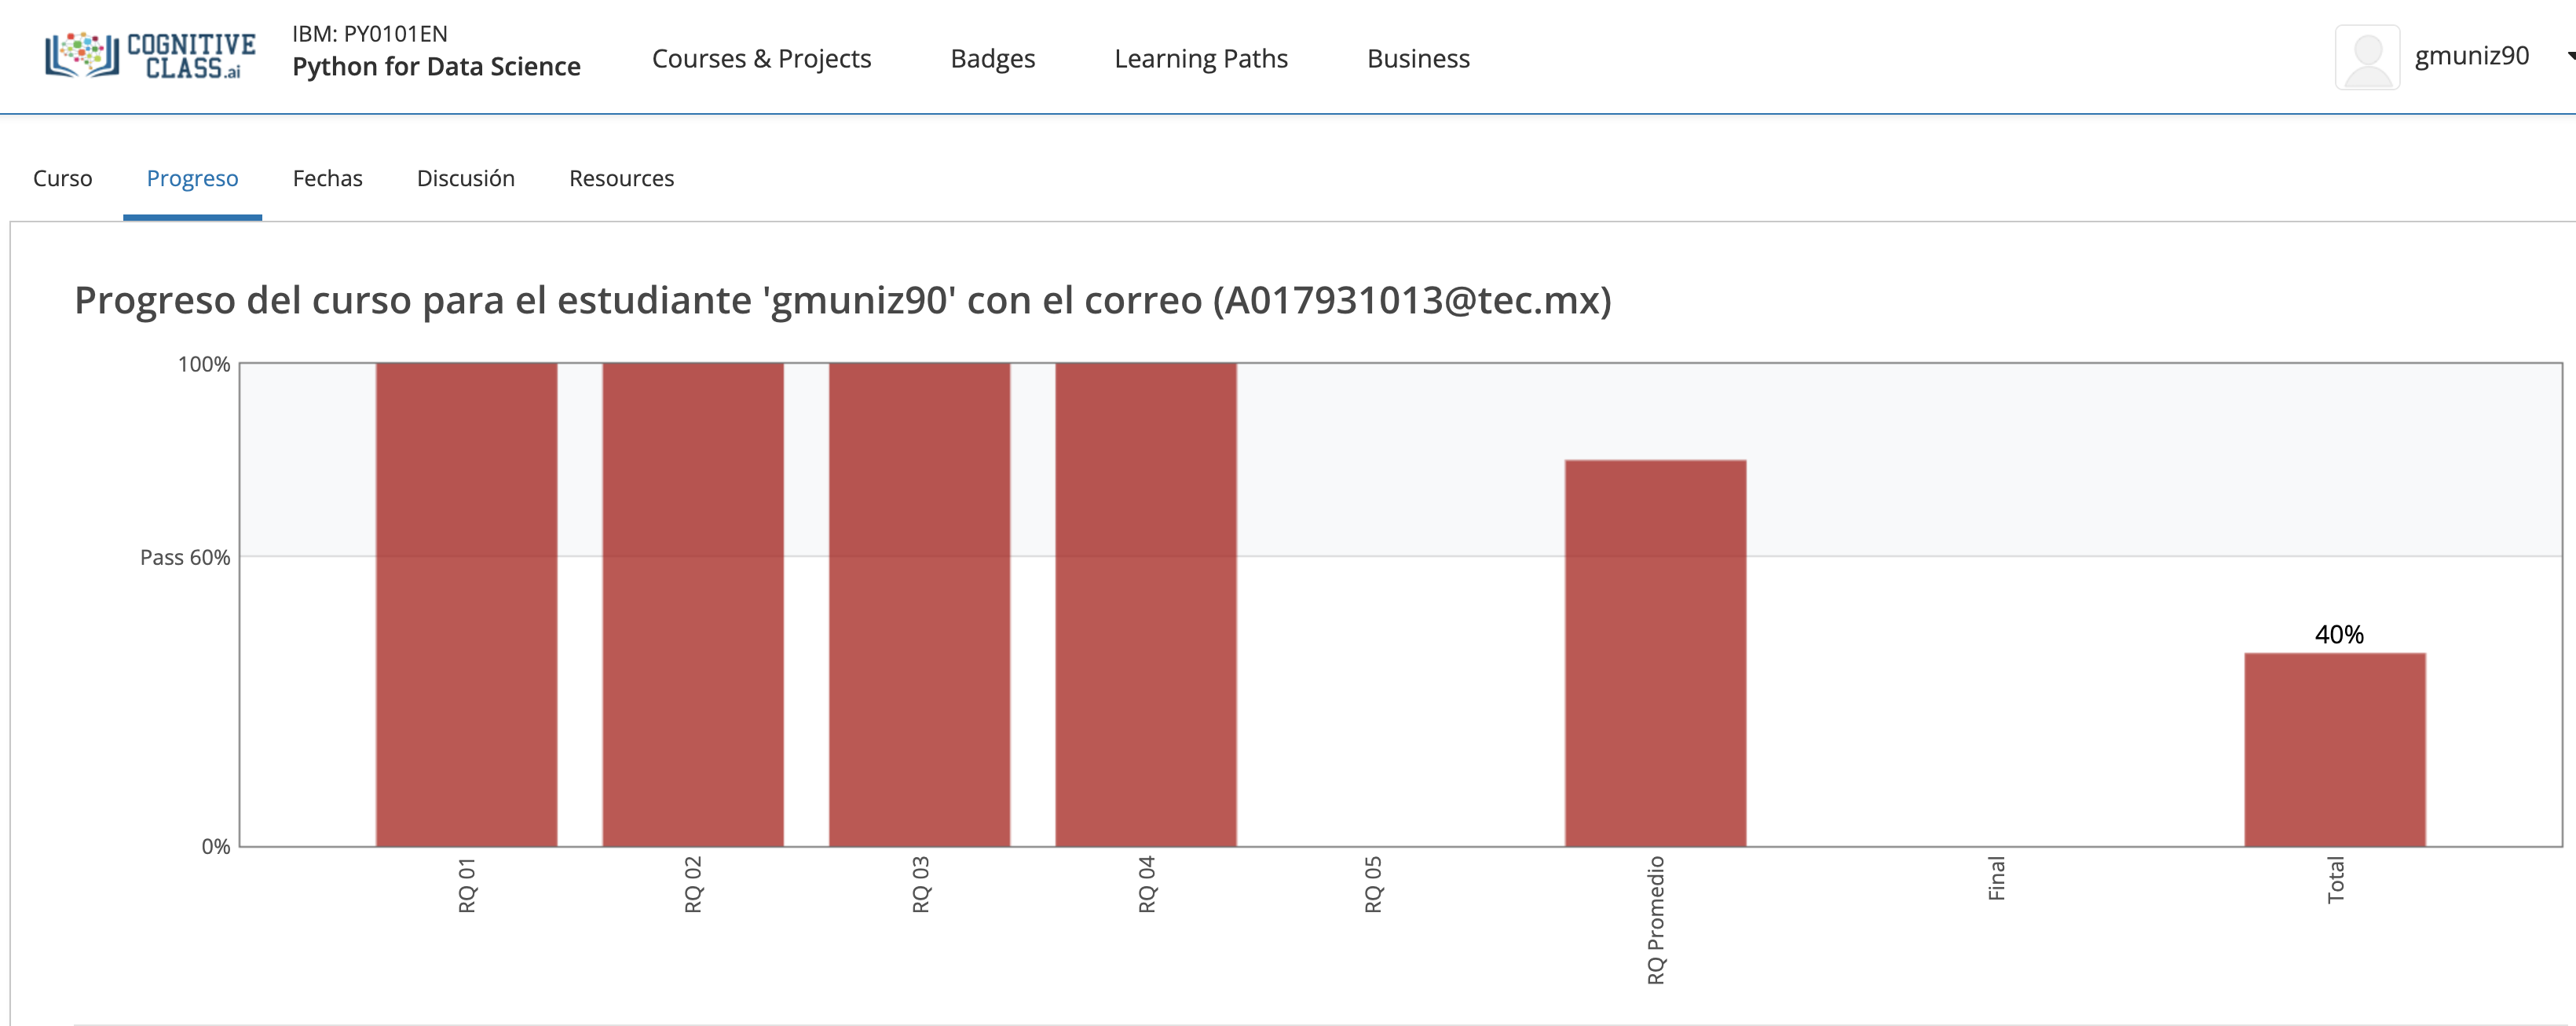 COGNITIVE
CLASS.ai
IBM: PY0101EN
Python for Data Science
Courses & Projects
Badges
Learning Paths
Business
gmuniz90
Curso
Progreso
Fechas
Discusión
Resources
Progreso del curso para el estudiante 'gmuniz90' con el correo (A017931013@tec.mx)
100%
Pass 60%
0%
40%
RQ 01
RQ 02
RQ 03
RQ 04
RQ 05
RQ Promedio
Final
Total